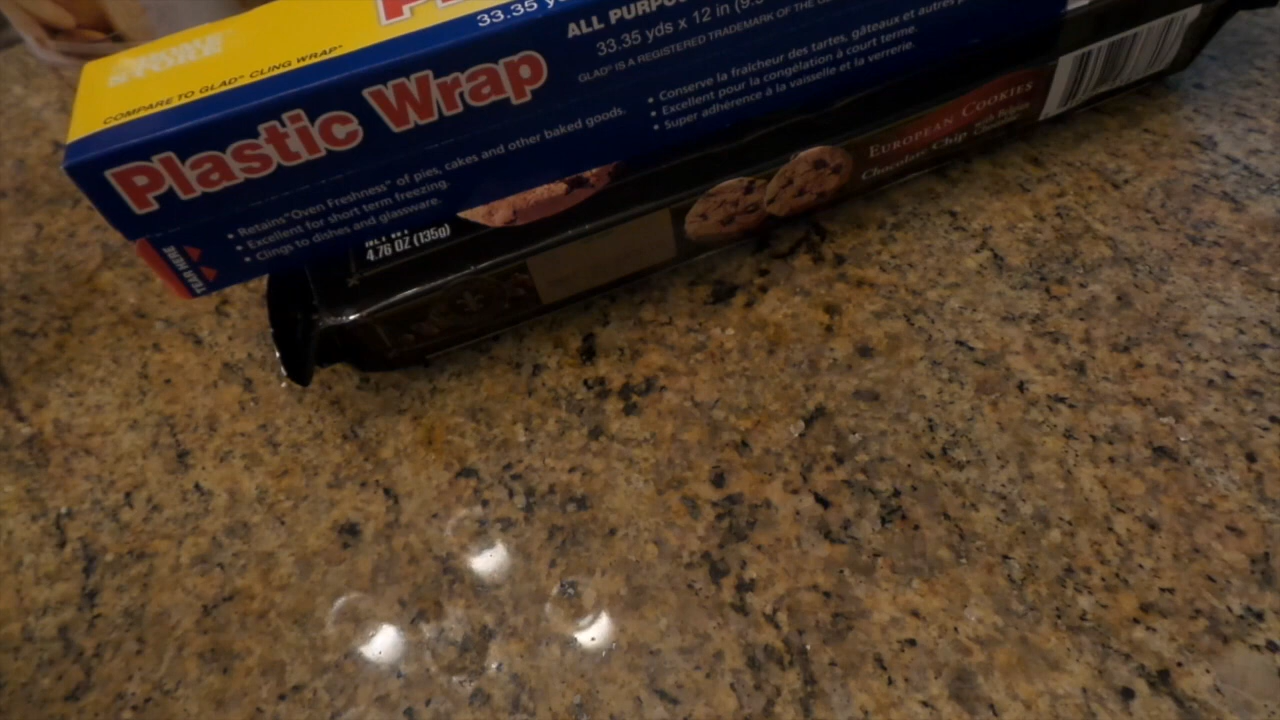 HOME
STORE
COMPARE TO GLAD® CLING WRAP*
33.35
Plastic Wrap
ALL
33.35 yds x 12 in
GLAD® IS A REGISTERED TRADEMARK OF THE
• Retains "Oven Freshness" of pies, cakes and other baked goods.
• Excellent for short term freezing.
• Clings to dishes and glassware.
• Conserve la fraîcheur des tartes, gâteaux et autres
• Excellent pour la congélation à court terme.
• Super adhérence à la vaisselle et la verrerie.
TEAR HERE
4.76 OZ (135g)
EUROPEAN COOKIES
Chocolate Chip